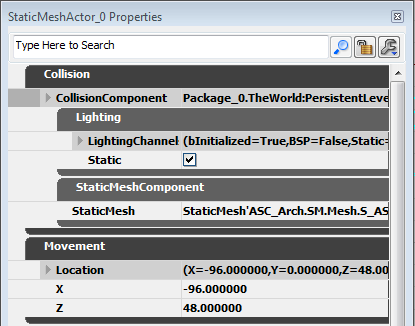 StaticMeshActor_0 Properties
Type Here to Search
Collision
CollisionComponent Package_0.TheWorld:PersistentLeve
Lighting
LightingChannel (bInitialized=True,BSP=False,Static=
Static
StaticMeshComponent
StaticMesh StaticMesh'ASC_Arch.SM.Mesh.S_AS
Movement
Location (X=-96.000000,Y=0.000000,Z=48.00
X -96.000000
Z 48.000000